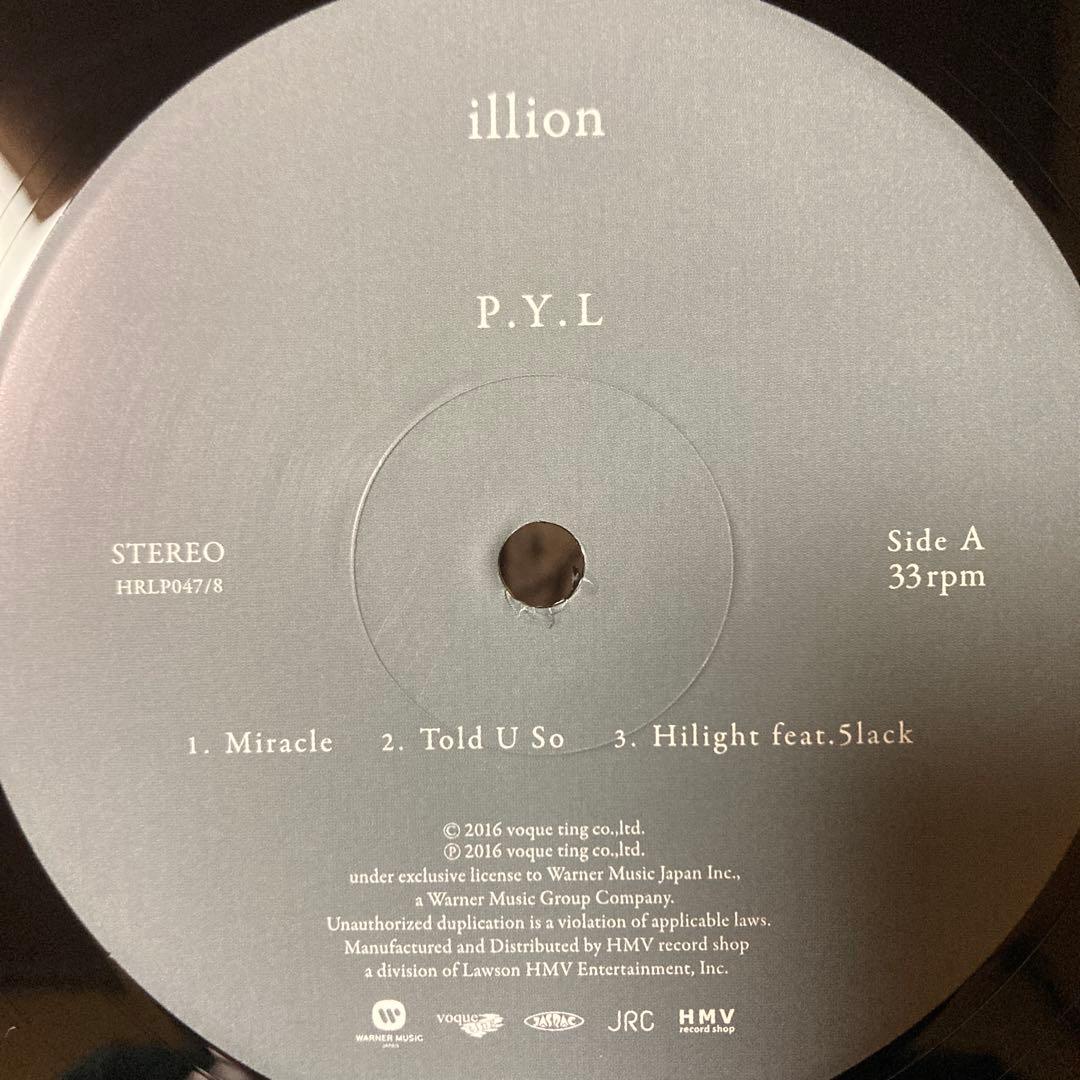 illion
P.Y.L
STEREO
HRLP047/8
Side A
33rpm
1. Miracle 2. Told U So 3. Hilight feat.5lack
© 2016 voque ting co.,ltd.
℗ 2016 voque ting co.,ltd.
under exclusive license to Warner Music Japan Inc.,
a Warner Music Group Company.
Unauthorized duplication is a violation of applicable laws.
Manufactured and Distributed by HMV record shop
a division of Lawson HMV Entertainment, Inc.
WARNER MUSIC
JAPAN
voque ting
JASRAC
JRC
HMV
record shop